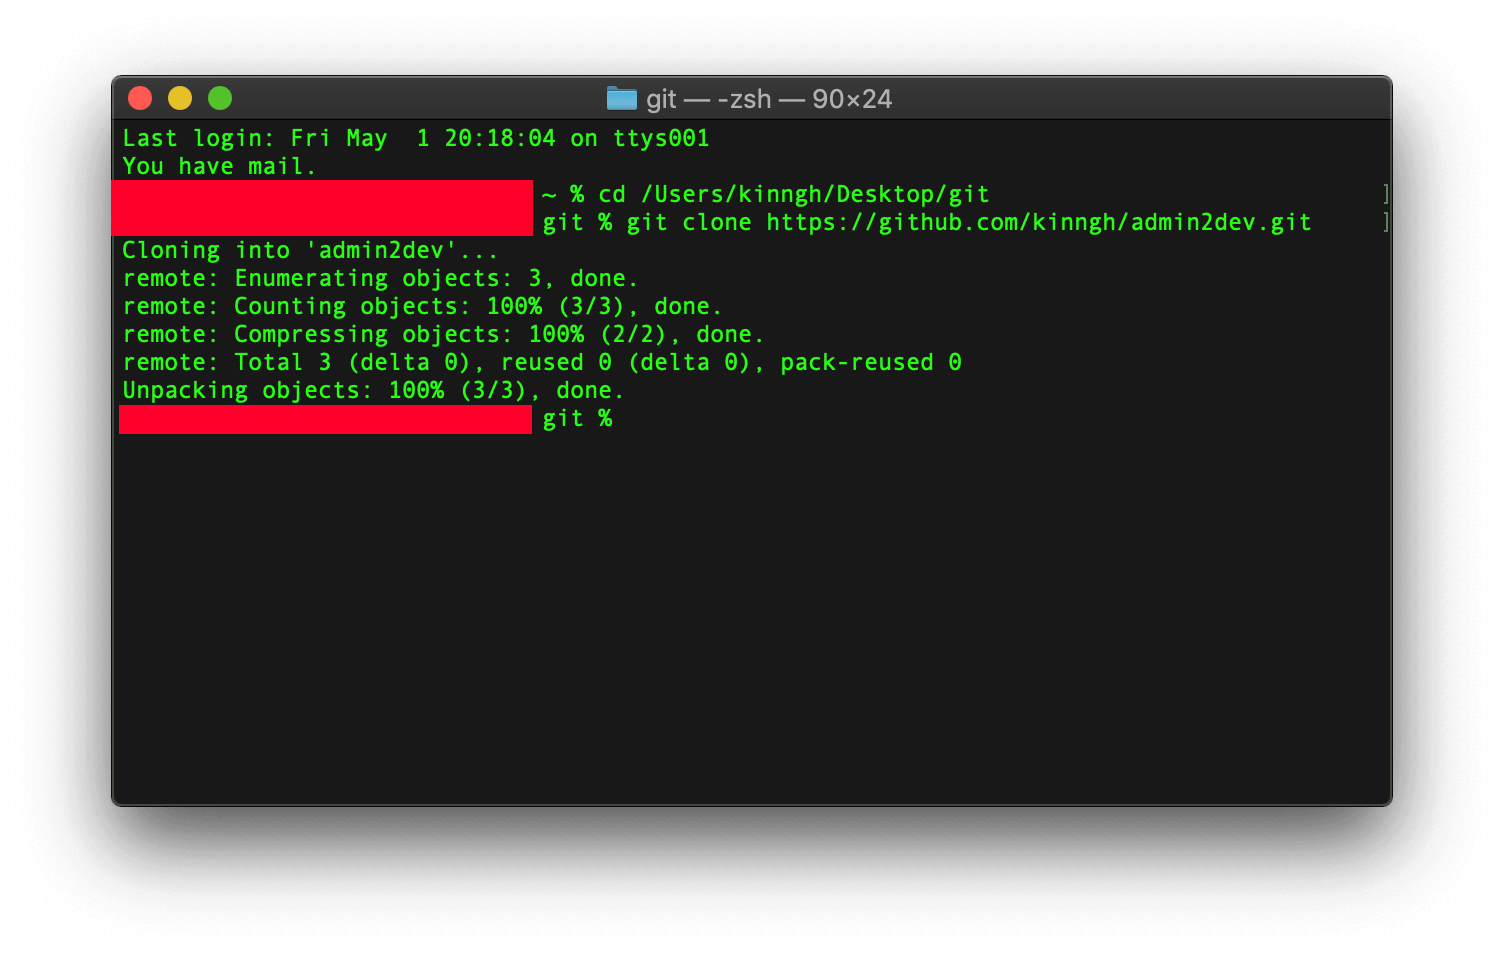 git — -zsh — 90×24
Last login: Fri May  1 20:18:04 on ttys001
You have mail.
~ % cd /Users/kinngh/Desktop/git ]
git % git clone https://github.com/kinngh/admin2dev.git ]
Cloning into 'admin2dev'...
remote: Enumerating objects: 3, done.
remote: Counting objects: 100% (3/3), done.
remote: Compressing objects: 100% (2/2), done.
remote: Total 3 (delta 0), reused 0 (delta 0), pack-reused 0
Unpacking objects: 100% (3/3), done.
git %